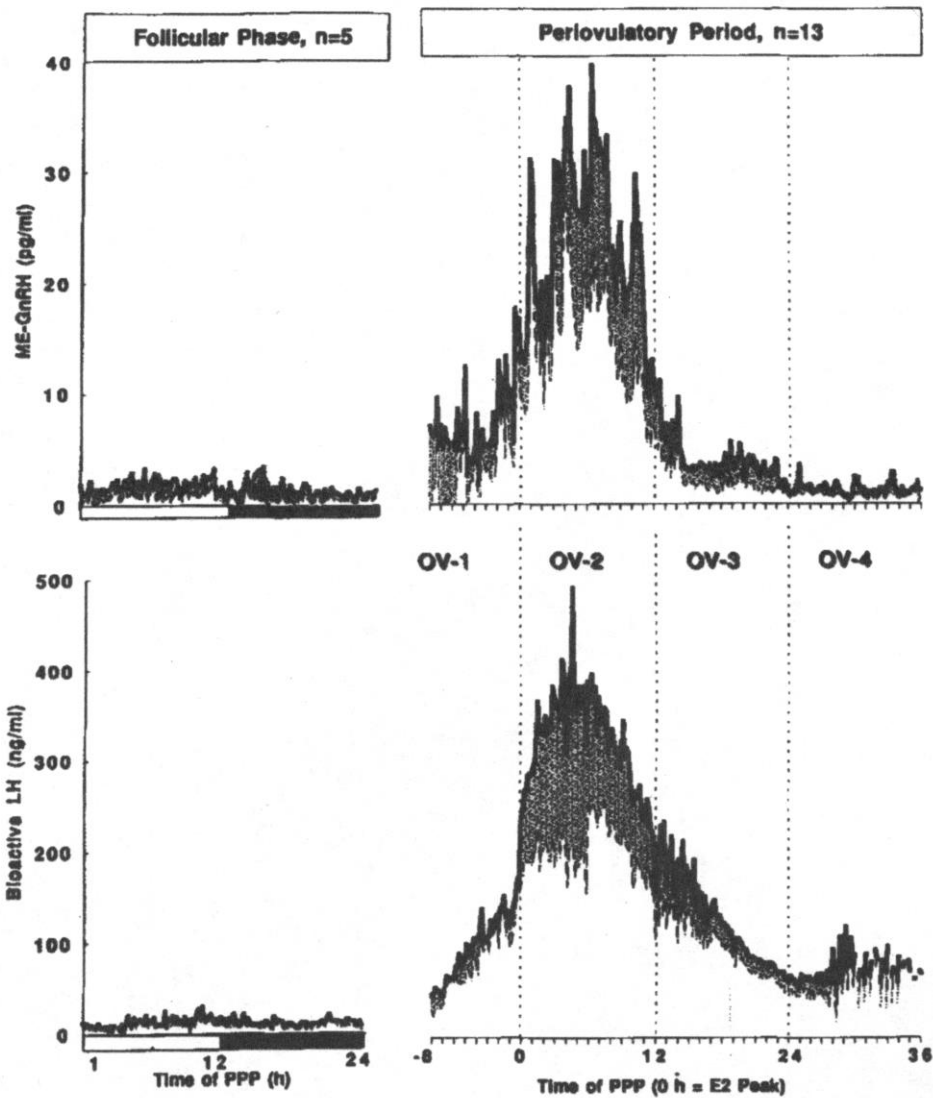 Follicular Phase, n=5
Periovulatory Period, n=13
ME-GnRH (pg/ml)
40
30
20
10
0
OV-1 OV-2 OV-3 OV-4
Bioactive LH (ng/ml)
500
400
300
200
100
0
1 12 24
Time of PPP (h)
-8 0 12 24 36
Time of PPP (0 h = E2 Peak)